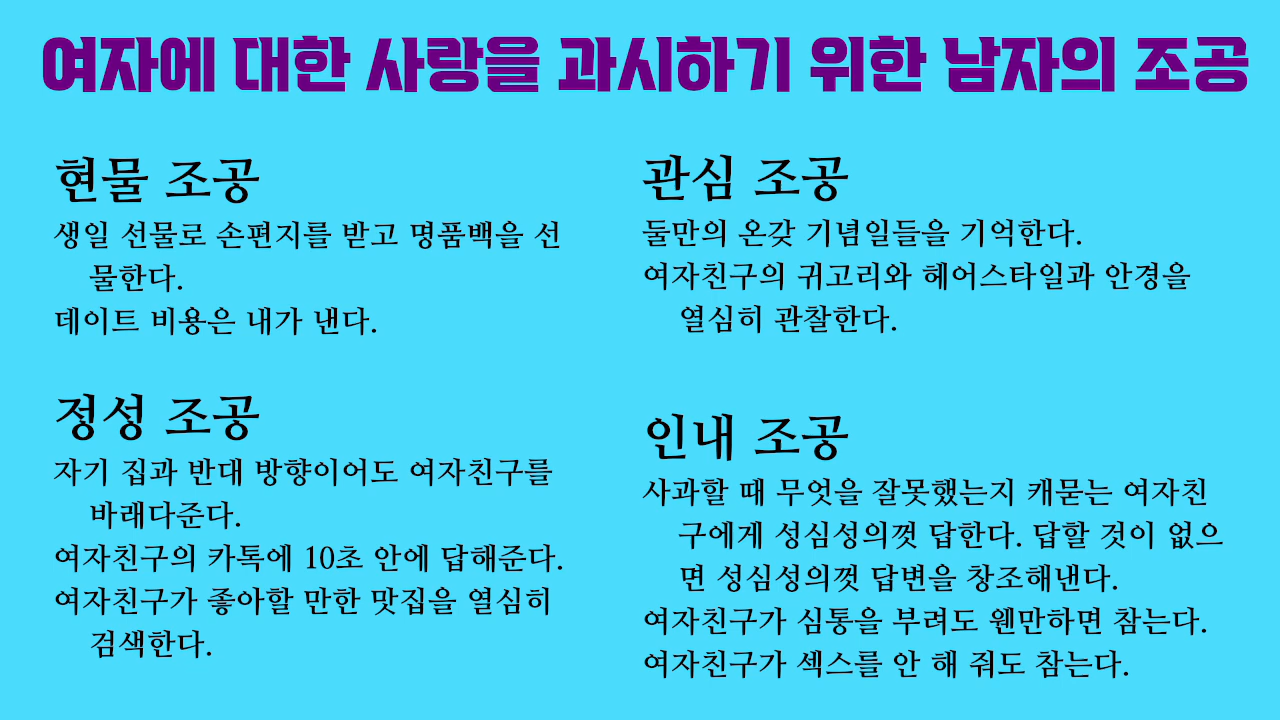 여자에 대한 사랑을 과시하기 위한 남자의 조공
현물 조공
생일 선물로 손편지를 받고 명품백을 선
물한다.
데이트 비용은 내가 낸다.
정성 조공
자기 집과 반대 방향이어도 여자친구를
바래다준다.
여자친구의 카톡에 10초 안에 답해준다.
여자친구가 좋아할 만한 맛집을 열심히
검색한다.
관심 조공
둘만의 온갖 기념일들을 기억한다.
여자친구의 귀고리와 헤어스타일과 안경을
열심히 관찰한다.
인내 조공
사과할 때 무엇을 잘못했는지 캐묻는 여자친
구에게 성심성의껏 답한다. 답할 것이 없으
면 성심성의껏 답변을 창조해낸다.
여자친구가 심통을 부려도 웬만하면 참는다.
여자친구가 섹스를 안 해 줘도 참는다.